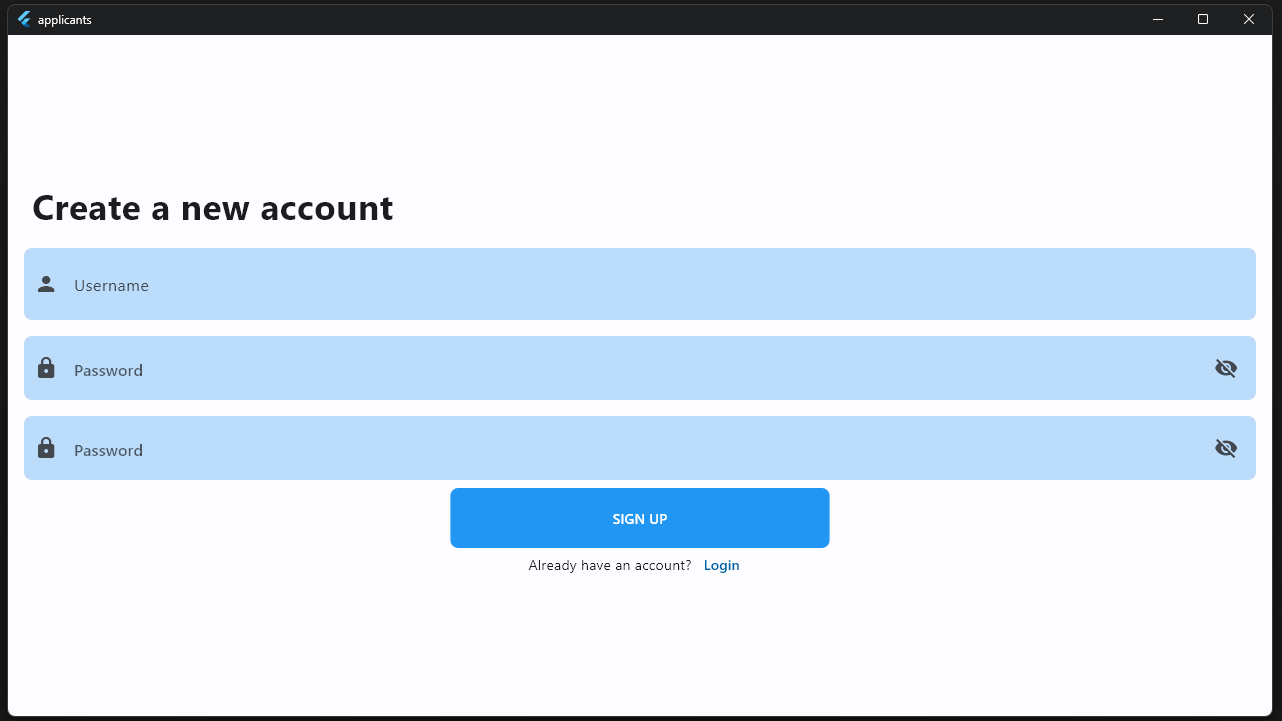 applicants
Create a new account
Username
Password
Password
SIGN UP
Already have an account? Login